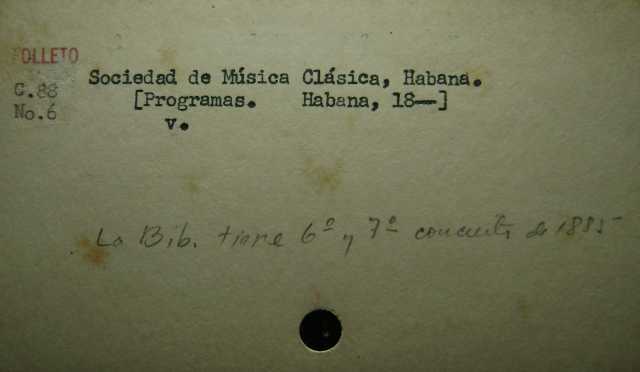 FOLLETO
C.88
No.6
Sociedad de Música Clásica, Habana.
[Programas. Habana, 18—]
v.
La Bib. tiene 6º y 7º concierto de 1885